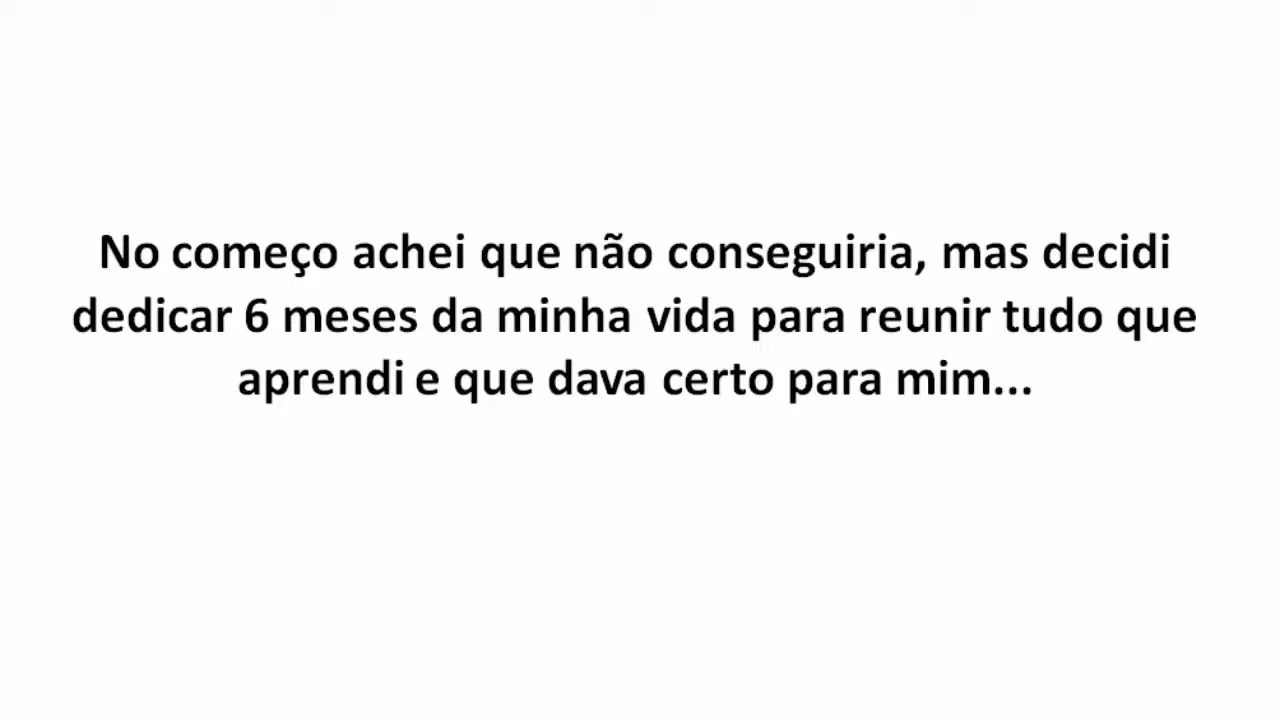 No começo achei que não conseguiria, mas decidi
dedicar 6 meses da minha vida para reunir tudo que
aprendi e que dava certo para mim...